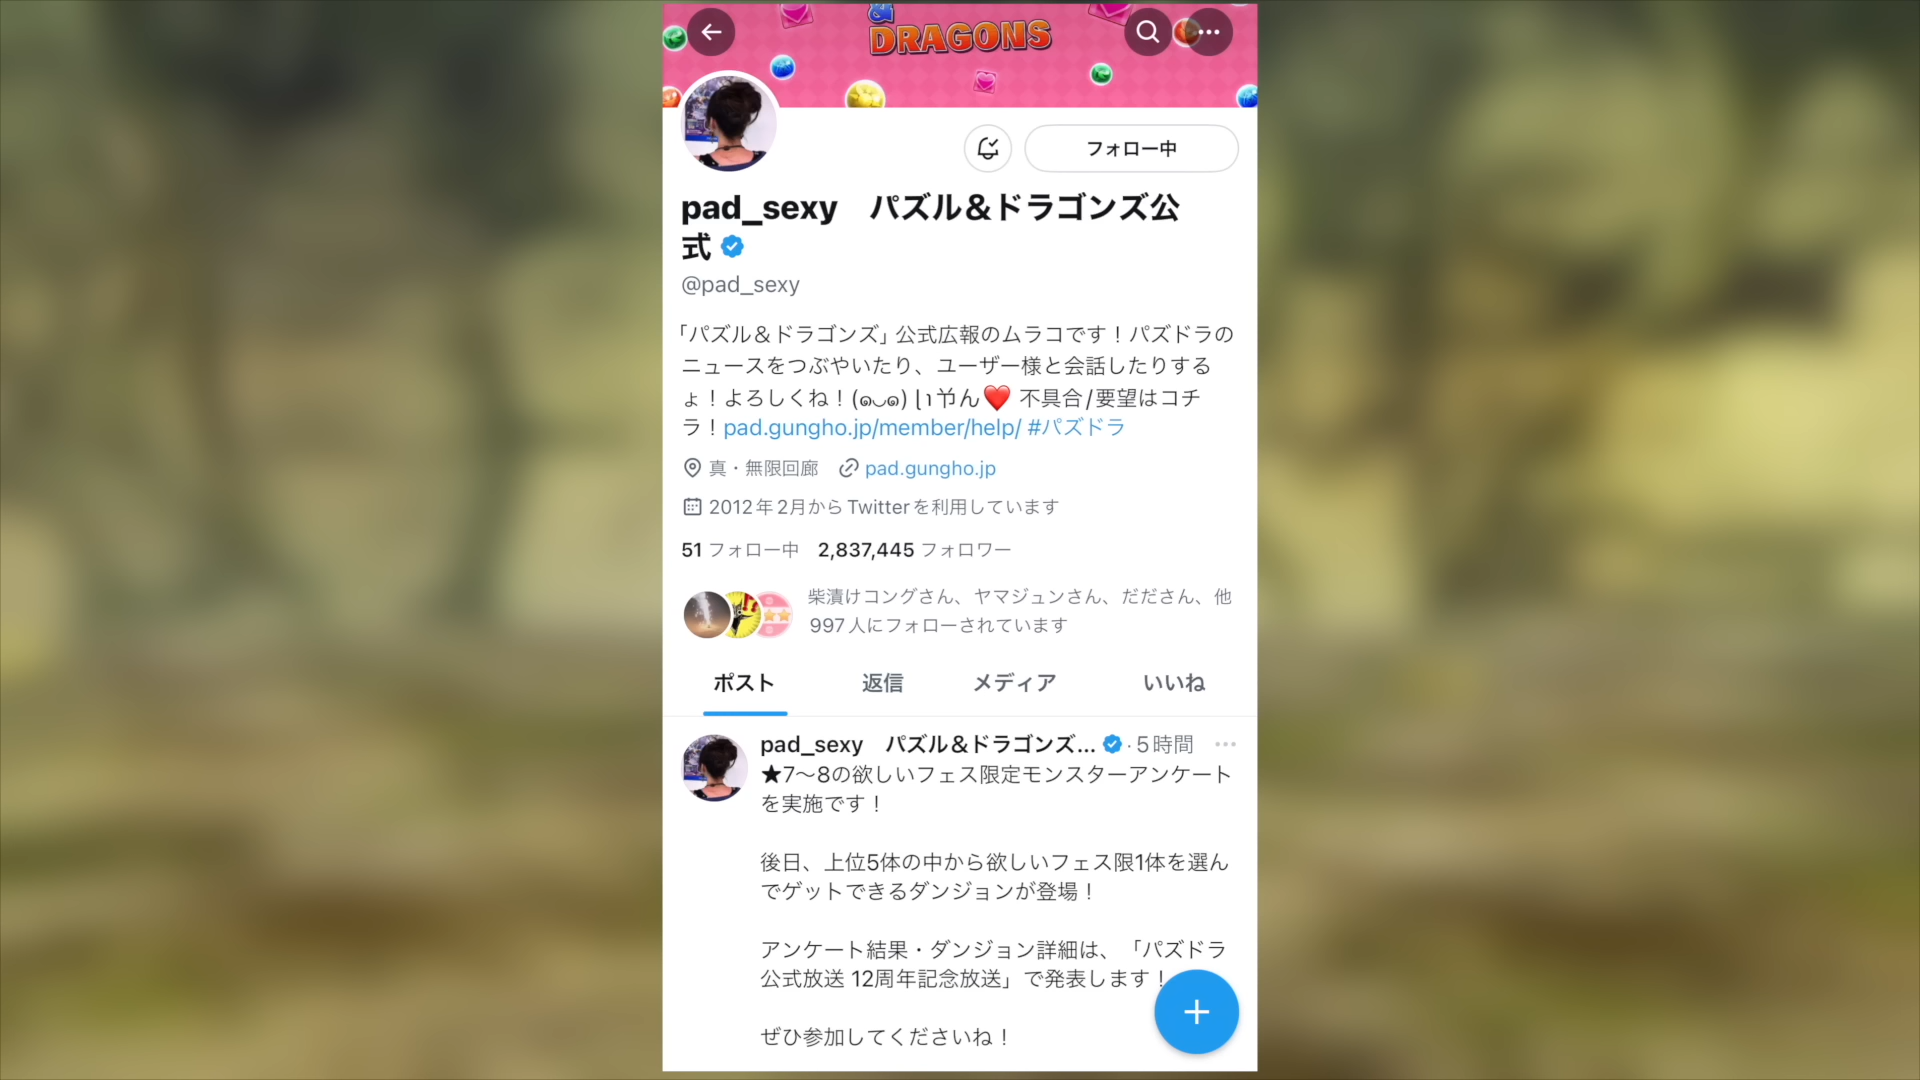 & DRAGONS
フォロー中
pad_sexy　パズル&ドラゴンズ公
式
@pad_sexy
「パズル&ドラゴンズ」公式広報のムラコです！パズドラの
ニュースをつぶやいたり、ユーザー様と会話したりする
ょ！よろしくね！(๑◡๑)
不具合/要望はコチ
ラ！pad.gungho.jp/member/help/ #パズドラ
真・無限回廊 pad.gungho.jp
2012年2月からTwitterを利用しています
51 フォロー中 2,837,445 フォロワー
柴漬けコングさん、ヤマジュンさん、だださん、他
997人にフォローされています
ポスト 返信 メディア いいね
pad_sexy　パズル&ドラゴンズ... · 5時間
★7〜8の欲しいフェス限定モンスターアンケート
を実施です！
後日、上位5体の中から欲しいフェス限1体を選ん
でゲットできるダンジョンが登場！
アンケート結果・ダンジョン詳細は、「パズドラ
公式放送 12周年記念放送」で発表します！
ぜひ参加してくださいね！